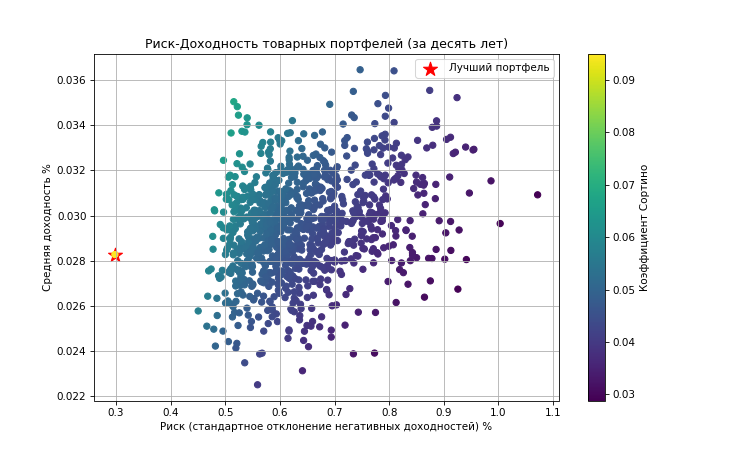 Риск-Доходность товарных портфелей (за десять лет)
Лучший портфель
Средняя доходность %
0.036
0.034
0.032
0.030
0.028
0.026
0.024
0.022
0.3 0.4 0.5 0.6 0.7 0.8 0.9 1.0 1.1
Риск (стандартное отклонение негативных доходностей) %
0.09
0.08
0.07
0.06
0.05
0.04
0.03
Коэффициент Сортино